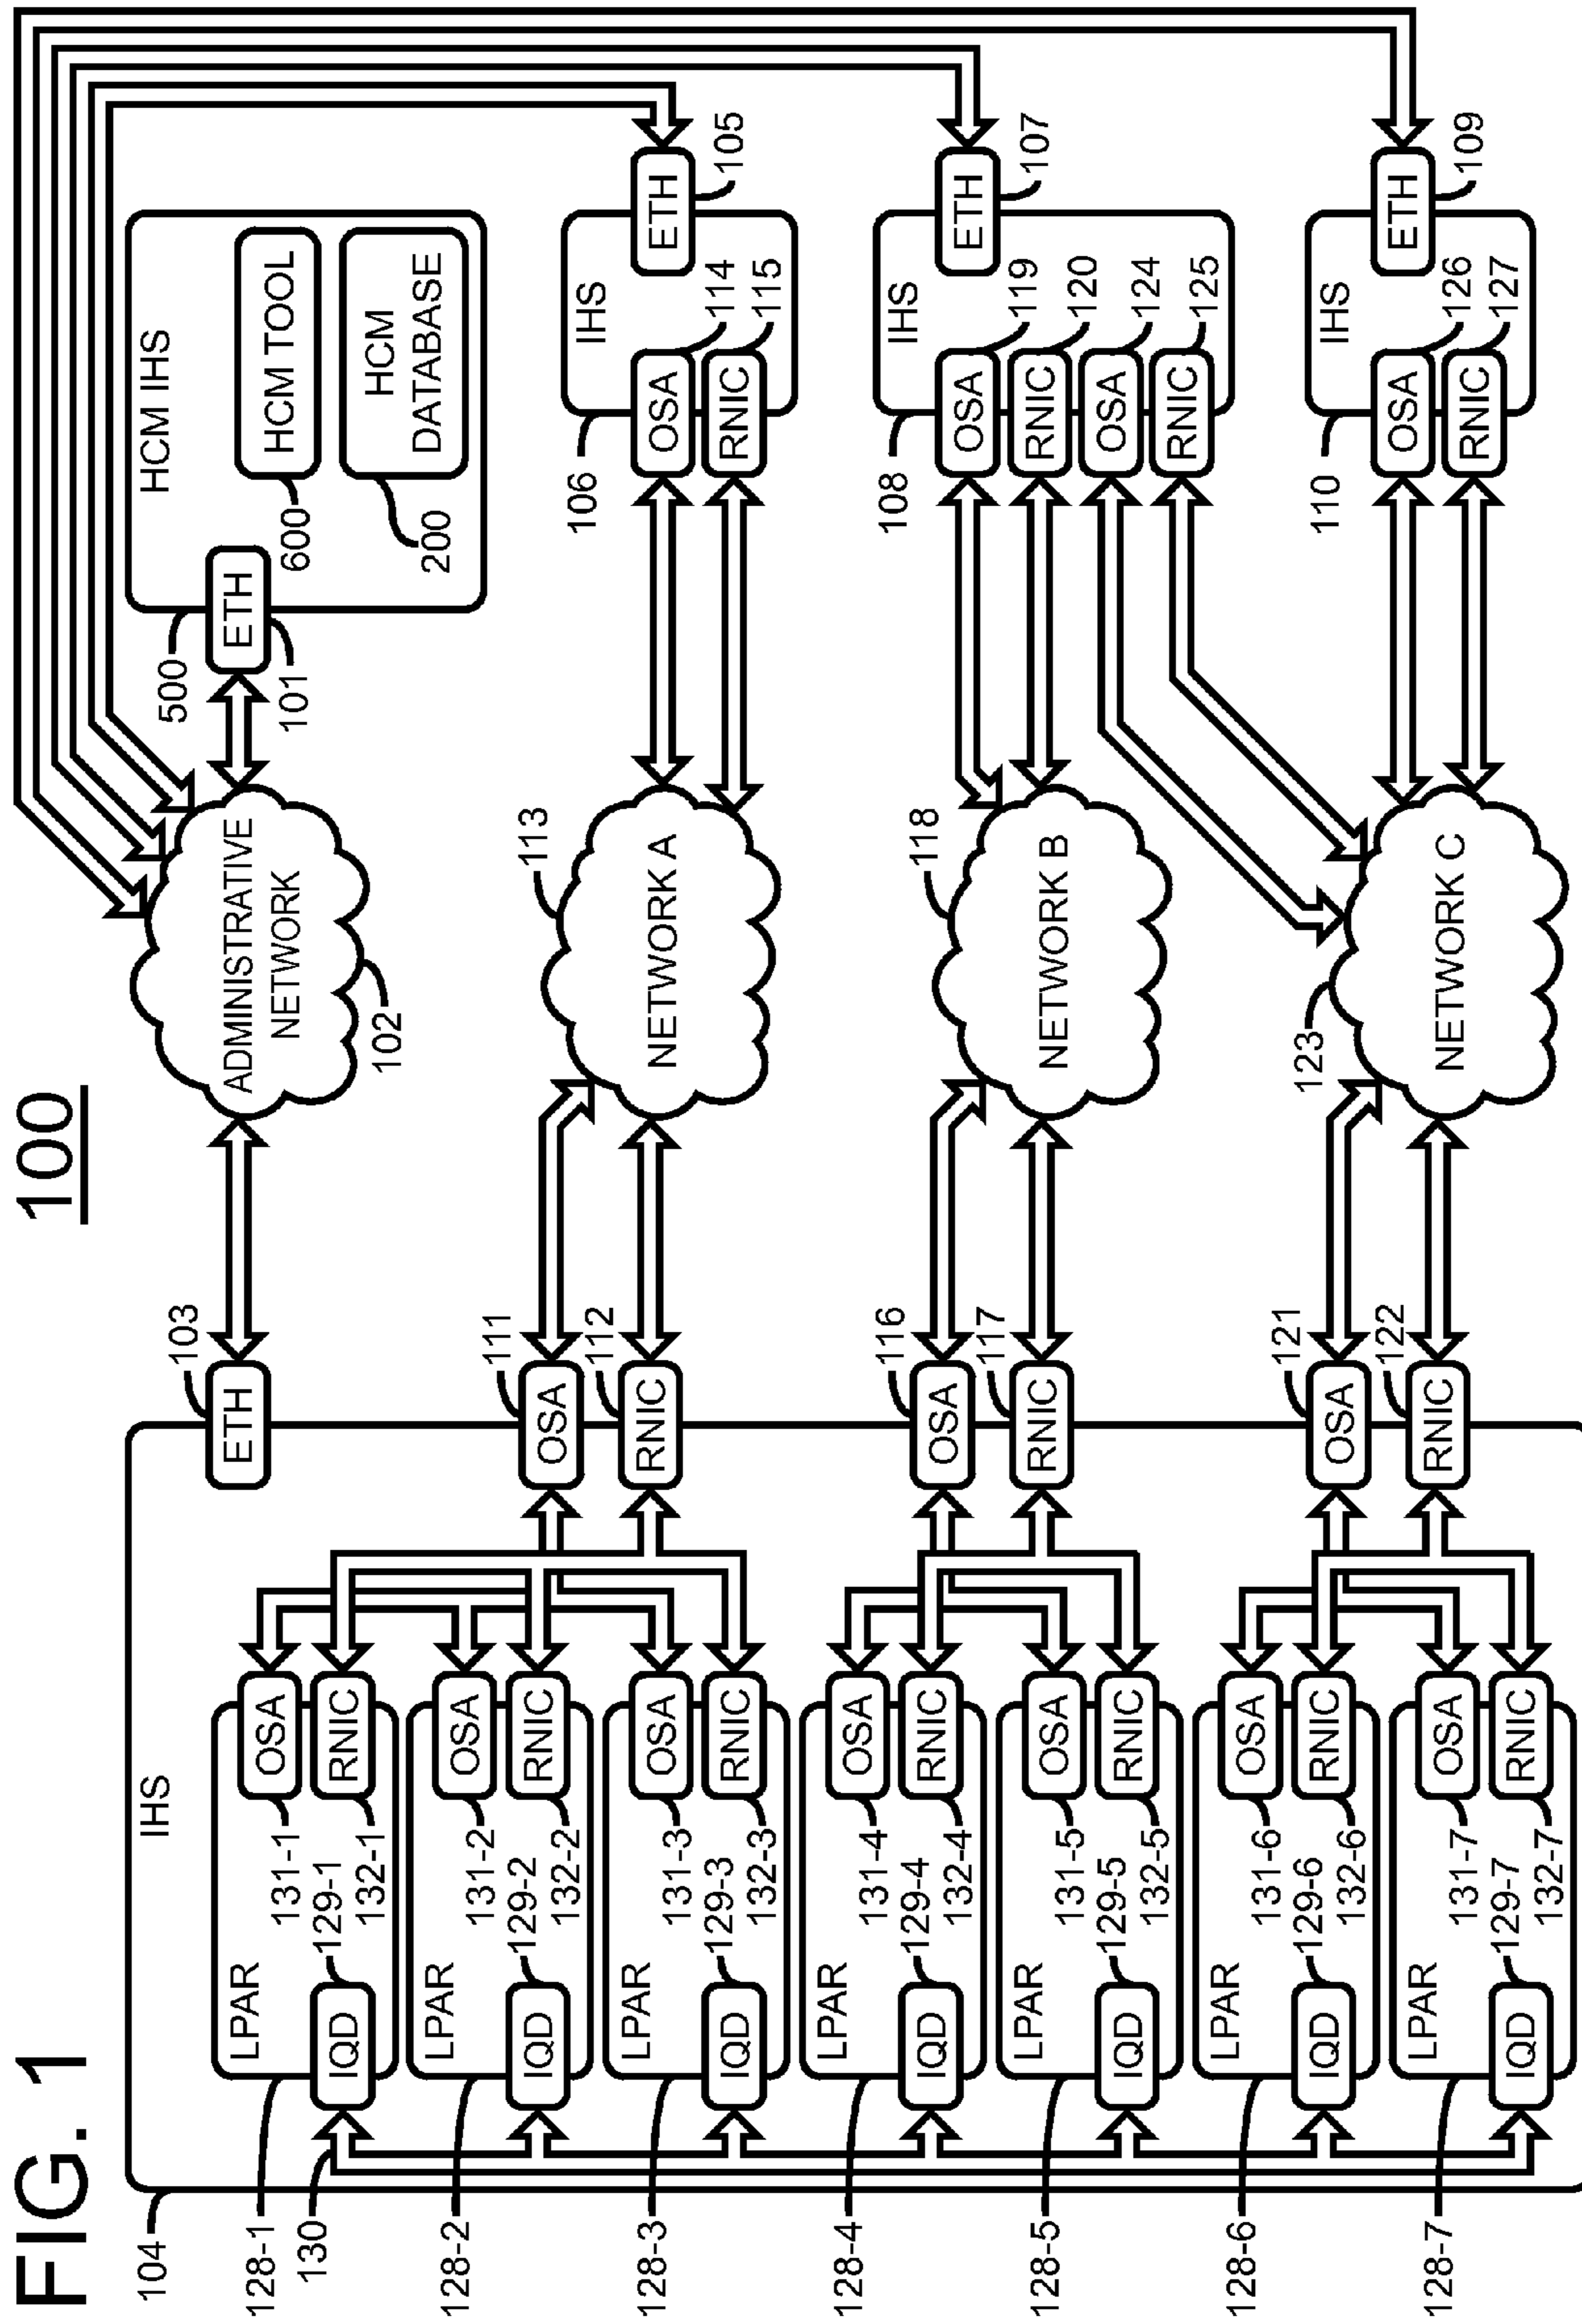 FIG. 1
100
104
IHS
128-1
LPAR
IQD
129-1
OSA
131-1
RNIC
132-1
130
128-2
LPAR
IQD
129-2
OSA
131-2
RNIC
132-2
128-3
LPAR
IQD
129-3
OSA
131-3
RNIC
132-3
128-4
LPAR
IQD
129-4
OSA
131-4
RNIC
132-4
128-5
LPAR
IQD
129-5
OSA
131-5
RNIC
132-5
128-6
LPAR
IQD
129-6
OSA
131-6
RNIC
132-6
128-7
LPAR
IQD
129-7
OSA
131-7
RNIC
132-7
ETH
103
OSA
111
RNIC
112
OSA
116
RNIC
117
OSA
121
RNIC
122
ADMINISTRATIVE
NETWORK
102
NETWORK A
113
NETWORK B
118
NETWORK C
123
HCM IHS
500
ETH
101
HCM TOOL
600
HCM
DATABASE
200
IHS
106
OSA
114
RNIC
115
ETH
105
IHS
108
OSA
119
RNIC
120
OSA
124
RNIC
125
ETH
107
IHS
110
OSA
126
RNIC
127
ETH
109